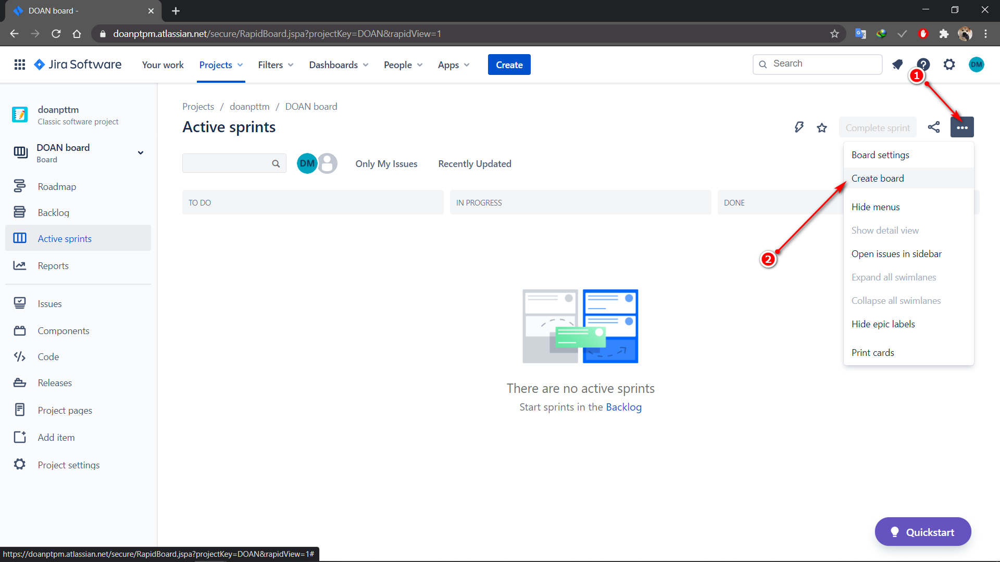 DOAN board -
doanptpm.atlassian.net/secure/RapidBoard.jspa?projectKey=DOAN&rapidView=1
Jira Software
Your work
Projects
Filters
Dashboards
People
Apps
Create
Search
DM
1
doanpttm
Classic software project
DOAN board
Board
Roadmap
Backlog
Active sprints
Reports
Issues
Components
Code
Releases
Project pages
Add item
Project settings
Projects / doanpttm / DOAN board
Active sprints
Complete sprint
DM
Only My Issues
Recently Updated
TO DO
IN PROGRESS
DONE
Board settings
Create board
Hide menus
Show detail view
Open issues in sidebar
Expand all swimlanes
Collapse all swimlanes
Hide epic labels
Print cards
2
There are no active sprints
Start sprints in the Backlog
Quickstart
https://doanptpm.atlassian.net/secure/RapidBoard.jspa?projectKey=DOAN&rapidView=1#